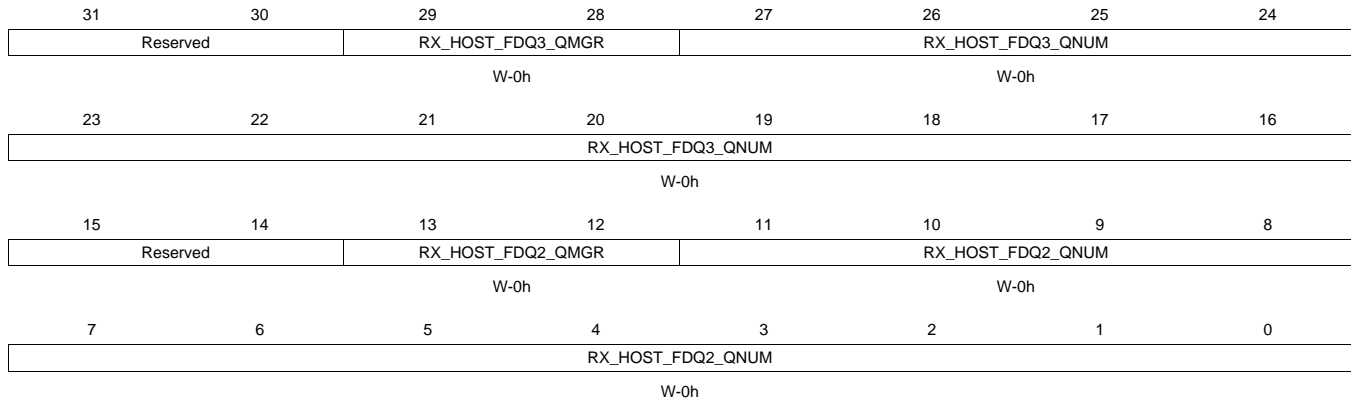 31 30 29 28 27 26 25 24
Reserved RX_HOST_FDQ3_QMGR RX_HOST_FDQ3_QNUM
W-0h W-0h
23 22 21 20 19 18 17 16
RX_HOST_FDQ3_QNUM
W-0h
15 14 13 12 11 10 9 8
Reserved RX_HOST_FDQ2_QMGR RX_HOST_FDQ2_QNUM
W-0h W-0h
7 6 5 4 3 2 1 0
RX_HOST_FDQ2_QNUM
W-0h